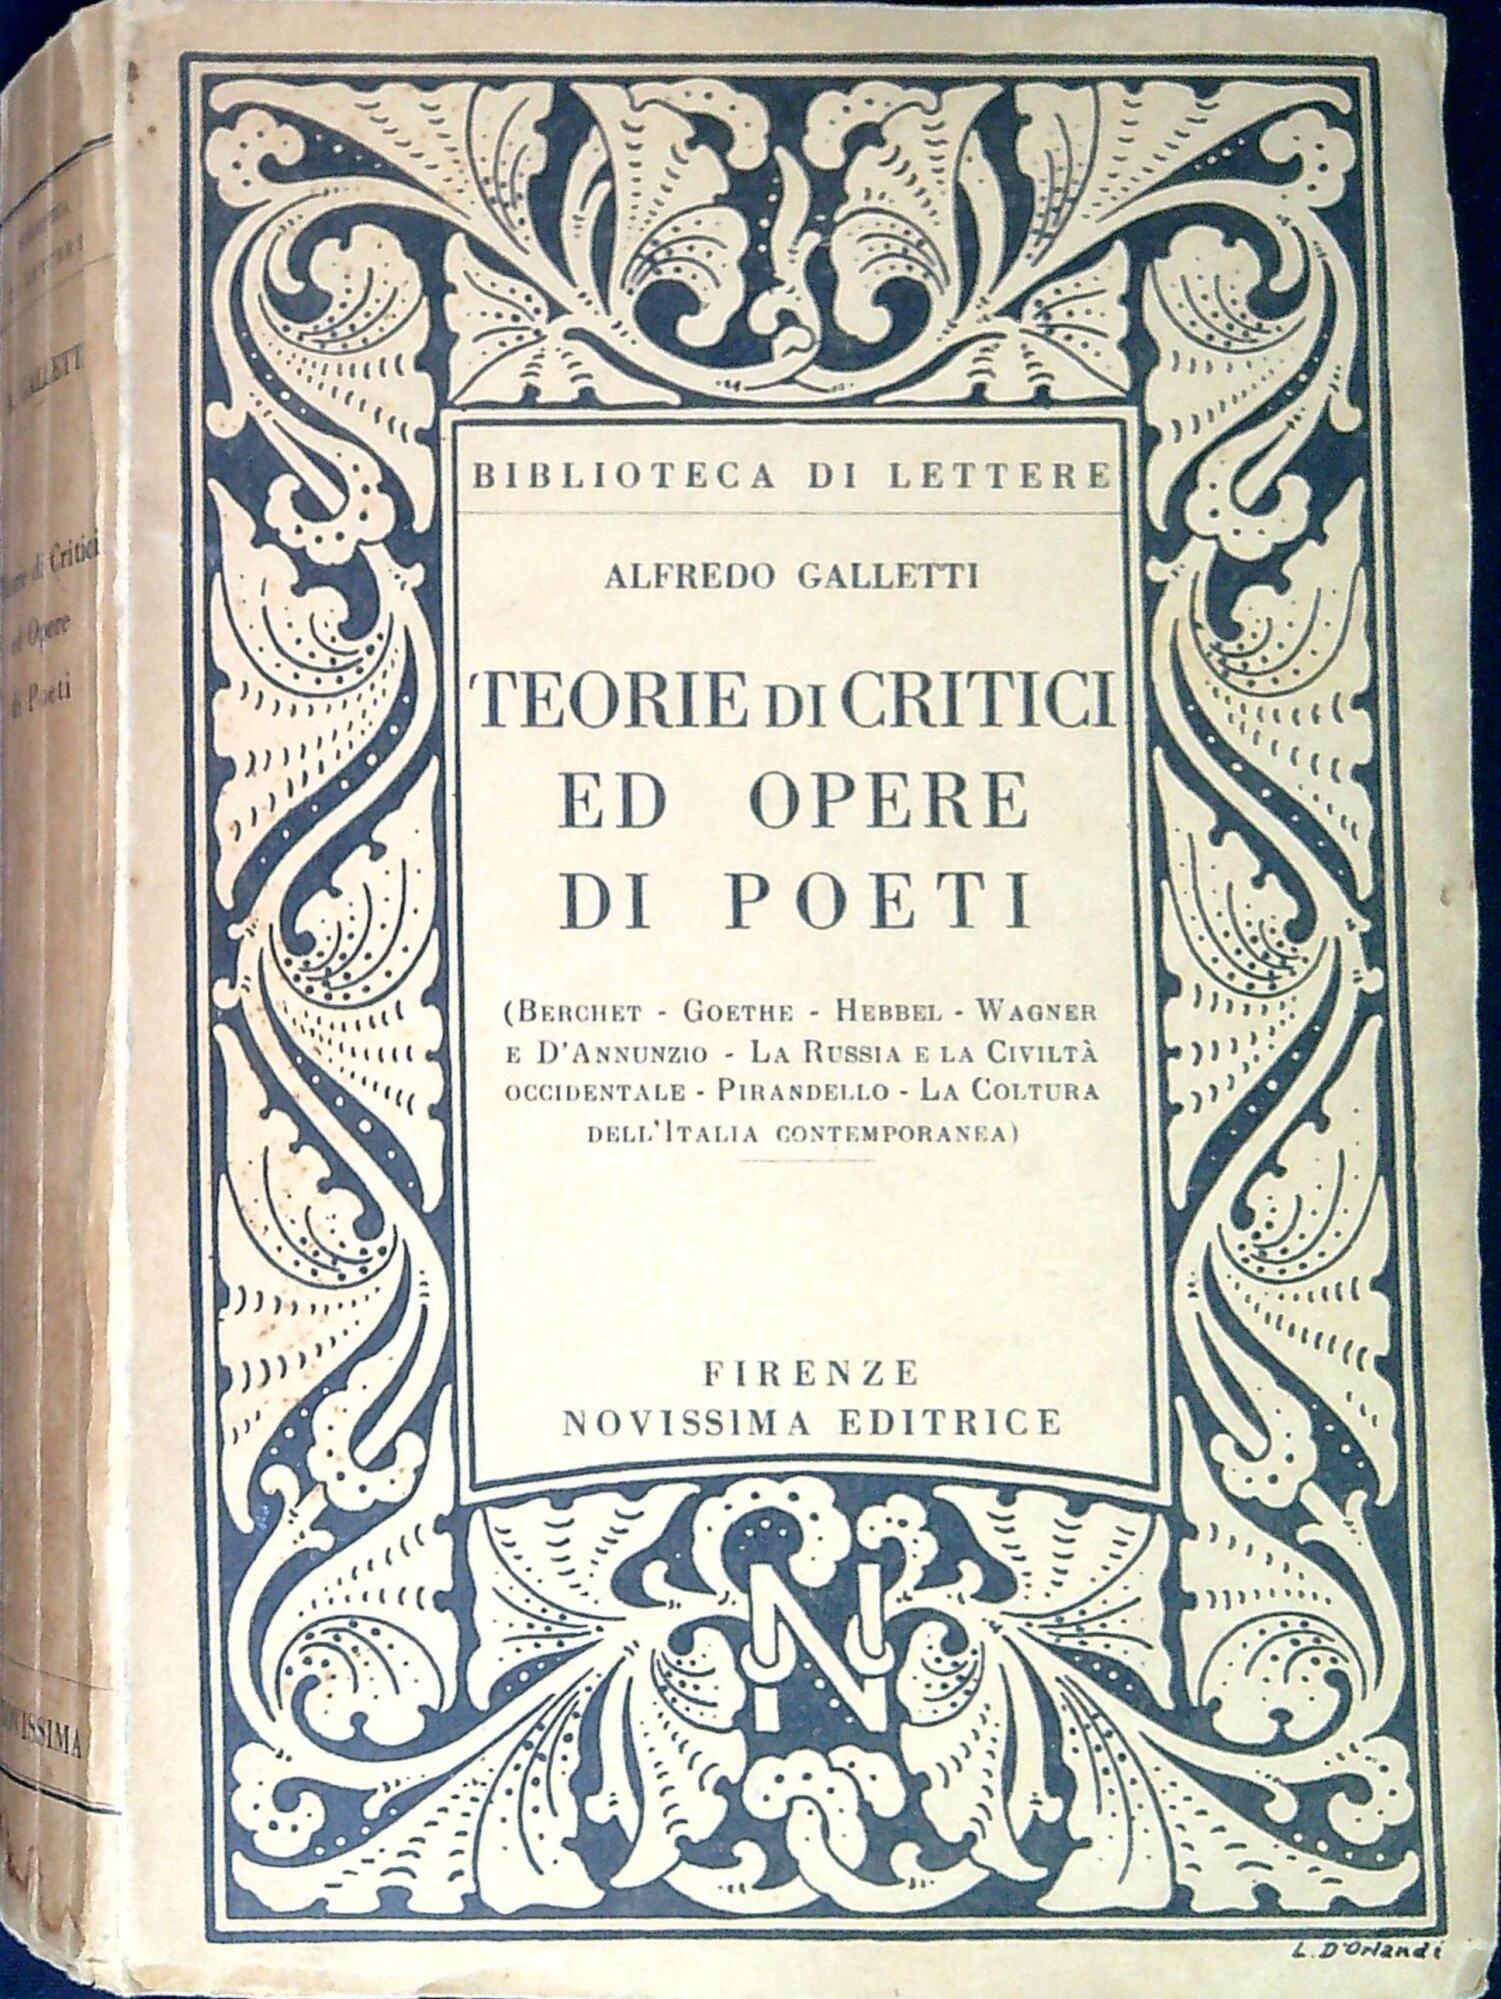 BIBLIOTECA DI LETTERE
ALFREDO GALLETTI
TEORIE DI CRITICI
ED OPERE
DI POETI
(BERCHET - GOETHE - HEBBEL - WAGNER
E D'ANNUNZIO - LA RUSSIA E LA CIVILTÀ
OCCIDENTALE - PIRANDELLO - LA COLTURA
DELL'ITALIA CONTEMPORANEA)
FIRENZE
NOVISSIMA EDITRICE
N
L. D'Orlandi
GALLETTI
di Critici
ed Opere
di Poeti
NOVISSIMA